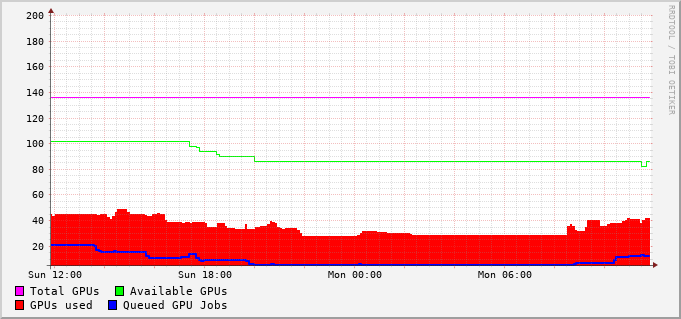 200
180
160
140
120
100
80
60
40
20
Sun 12:00 Sun 18:00 Mon 00:00 Mon 06:00
Total GPUs Available GPUs
GPUs used Queued GPU Jobs
RRDTOOL / TOBI OETIKER